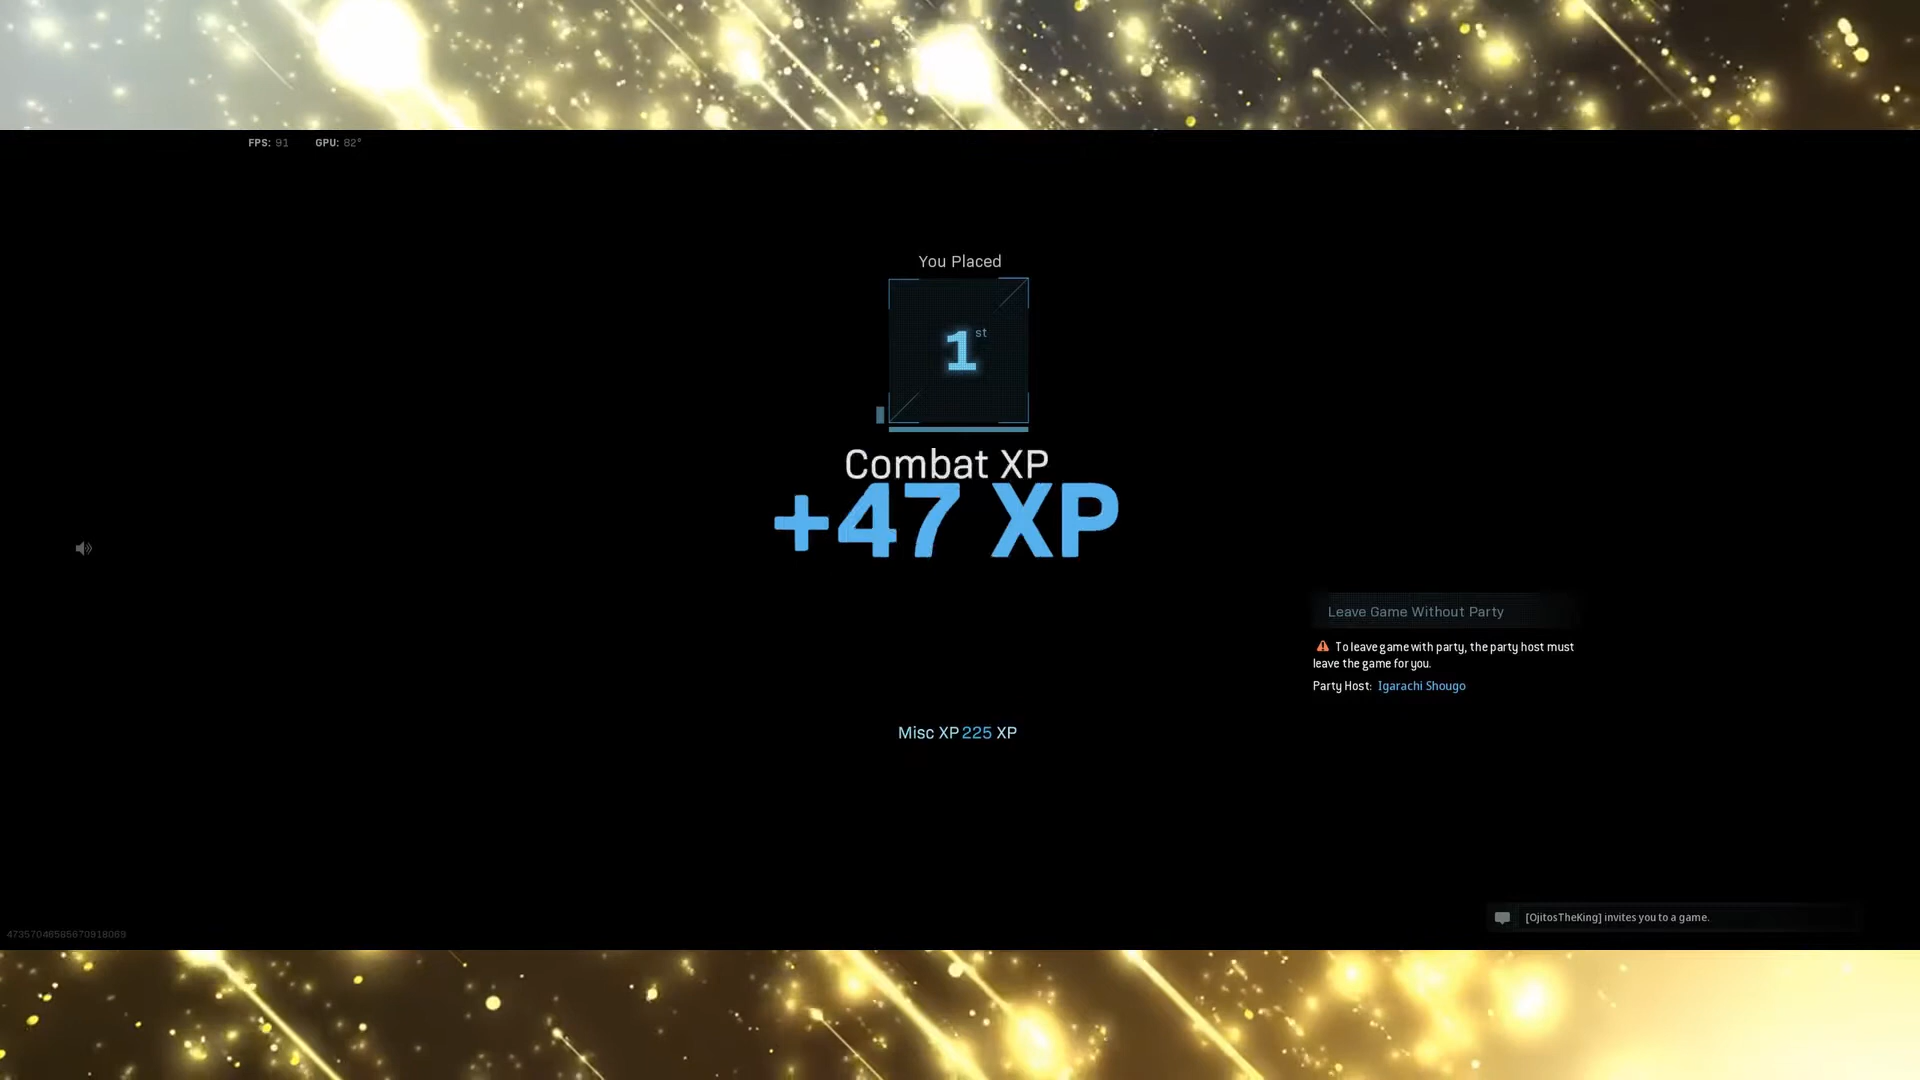 FPS: 91 GPU: 82°
You Placed
1st
Combat XP
+47 XP
Leave Game Without Party
To leave game with party, the party host must
leave the game for you.
Party Host: Igarachi Shougo
Misc XP 225 XP
[OjitosTheKing] invites you to a game.
47357046585670918069